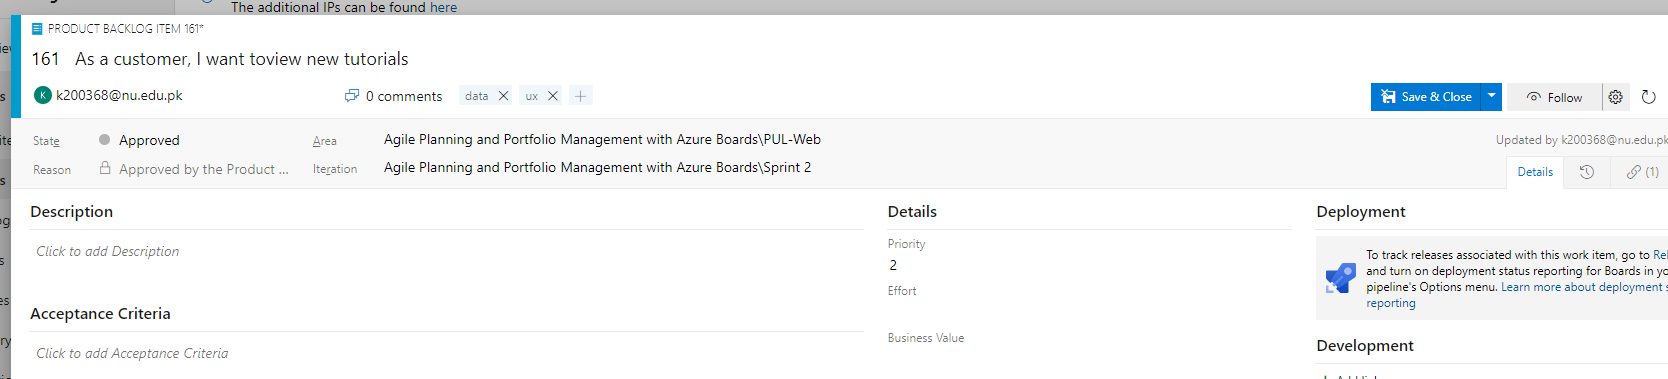 The additional IPs can be found here
PRODUCT BACKLOG ITEM 161*
161 As a customer, I want toview new tutorials
K k200368@nu.edu.pk 0 comments data ux Save & Close Follow
State Approved Area Agile Planning and Portfolio Management with Azure Boards\PUL-Web Updated by k200368@nu.edu.pk
Reason Approved by the Product ... Iteration Agile Planning and Portfolio Management with Azure Boards\Sprint 2
Details (1)
Description
Click to add Description
Acceptance Criteria
Click to add Acceptance Criteria
Details
Priority
2
Effort
Business Value
Deployment
To track releases associated with this work item, go to Rel
and turn on deployment status reporting for Boards in yo
pipeline's Options menu. Learn more about deployment s
reporting
Development